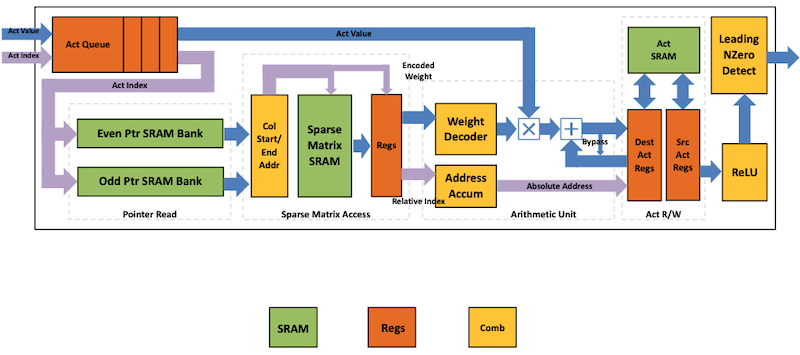 Act Value
Act Index
Act Queue
Act Value
Act Index
Encoded
Weight
Even Ptr SRAM Bank
Odd Ptr SRAM Bank
Pointer Read
Col
Start/
End
Addr
Sparse
Matrix
SRAM
Regs
Sparse Matrix Access
Relative Index
Weight
Decoder
Address
Accum
Bypass
Absolute Address
Arithmetic Unit
Act
SRAM
Dest
Act
Regs
Src
Act
Regs
Act R/W
Leading
NZero
Detect
ReLU
SRAM
Regs
Comb